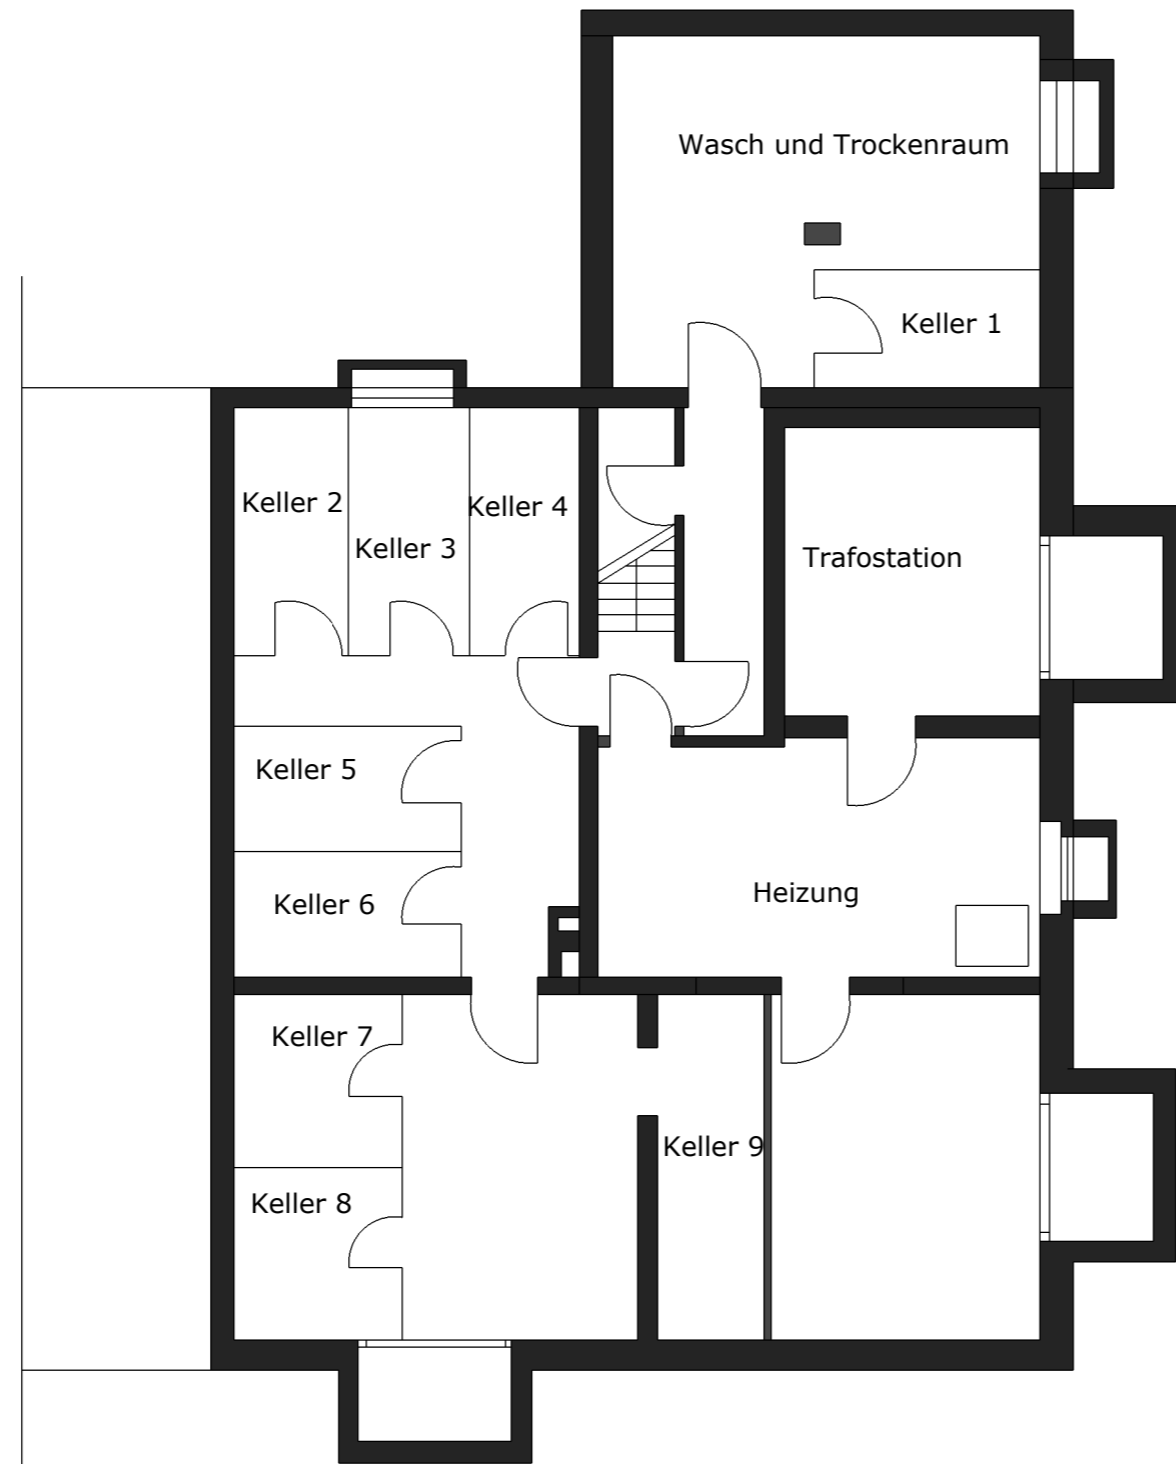 Wasch und Trockenraum
Keller 1
Keller 2
Keller 3
Keller 4
Trafostation
Keller 5
Keller 6
Heizung
Keller 7
Keller 8
Keller 9